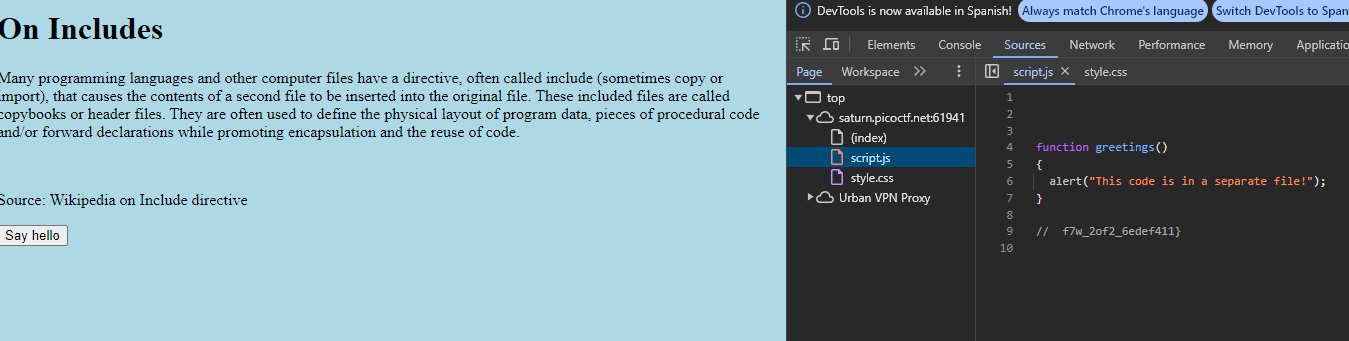 On Includes
Many programming languages and other computer files have a directive, often called include (sometimes copy or
import), that causes the contents of a second file to be inserted into the original file. These included files are called
copybooks or header files. They are often used to define the physical layout of program data, pieces of procedural code
and/or forward declarations while promoting encapsulation and the reuse of code.
Source: Wikipedia on Include directive
Say hello
DevTools is now available in Spanish! Always match Chrome's language Switch DevTools to Span
Elements Console Sources Network Performance Memory Applicatio
Page Workspace script.js style.css
top
saturn.picoctf.net:61941
(index)
script.js
style.css
Urban VPN Proxy
1
2
3
4 function greetings()
5 {
6 alert("This code is in a separate file!");
7 }
8
9 // f7w_2of2_6edef411}
10